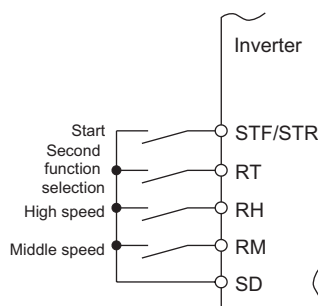 Inverter
Start
STF/STR
Second
function
selection
RT
High speed
RH
Middle speed
RM
SD